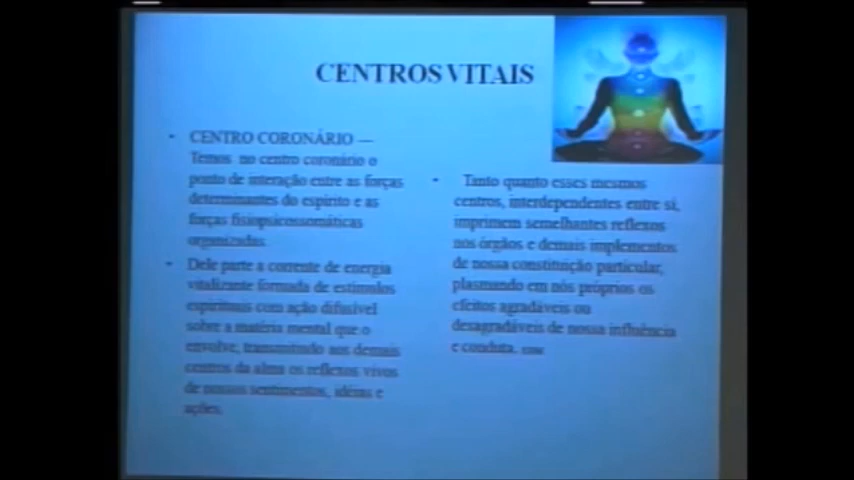 CENTROS VITAIS
• CENTRO CORONÁRIO —
Temos no centro coronário o
ponto de interação entre as forças
determinantes do espírito e as
forças fisiopsicossomáticas
organizadas.
• Dele parte a corrente de energia
vitalizante formada de estímulos
espirituais com ação difusível
sobre a matéria mental que o
envolve, transmitindo aos demais
centros da alma os reflexos vivos
de nossos sentimentos, idéias e
ações.
• Tanto quanto esses mesmos
centros, interdependentes entre si,
imprimem semelhantes reflexos
nos órgãos e demais implementos
de nossa constituição particular,
plasmando em nós próprios os
efeitos agradáveis ou
desagradáveis de nossa influência
e conduta.